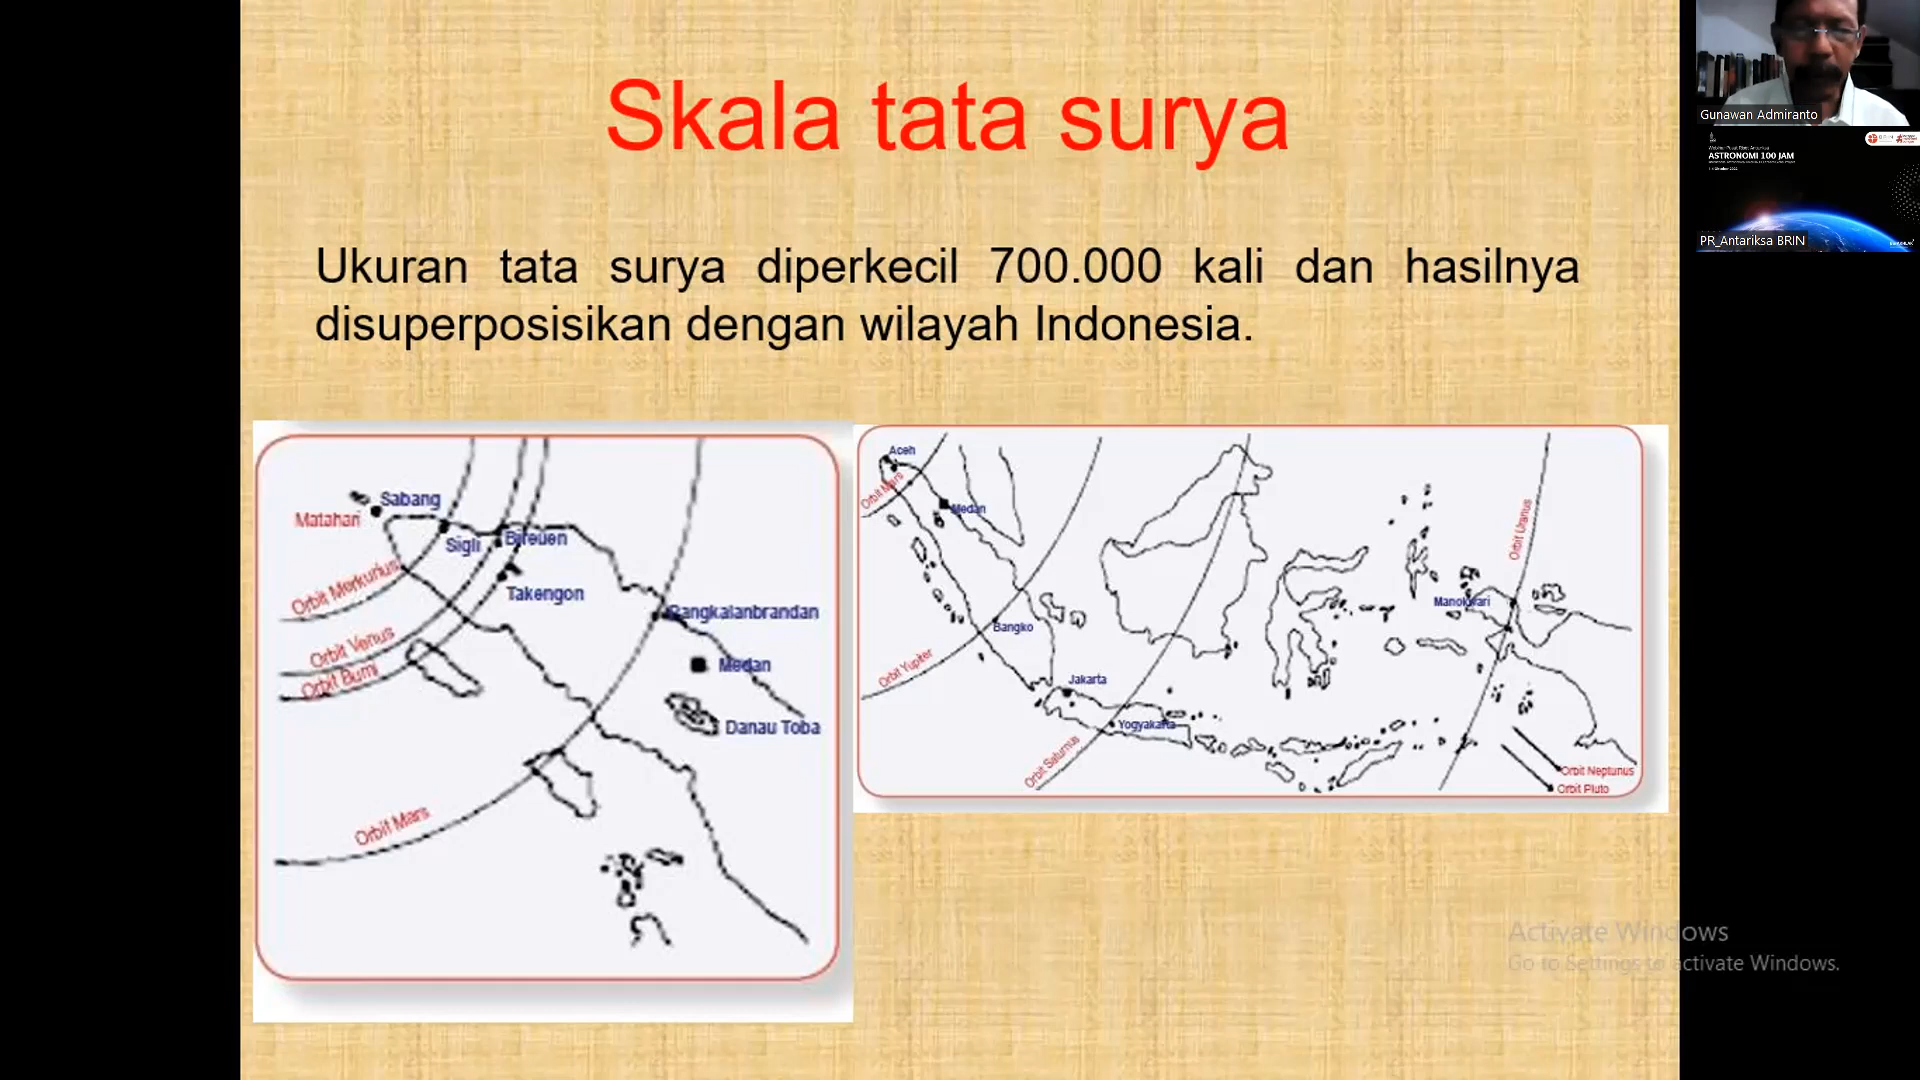 Skala tata surya
Ukuran tata surya diperkecil 700.000 kali dan hasilnya
disuperposisikan dengan wilayah Indonesia.
Sabang
Matahari
Sigli
Bireuen
Orbit Merkurius
Takengon
Pangkalanbrandan
Orbit Venus
Medan
Orbit Bumi
Danau Toba
Orbit Mars
Aceh
Orbit Mars
Medan
Orbit Uranus
Manokwari
Bangko
Orbit Yupiter
Jakarta
Yogyakarta
Orbit Saturnus
Orbit Neptunus
Orbit Pluto
Gunawan Admiranto
ASTRONOMI 100 JAM
PR_Antariksa BRIN
Activate Windows
Go to Settings to activate Windows.